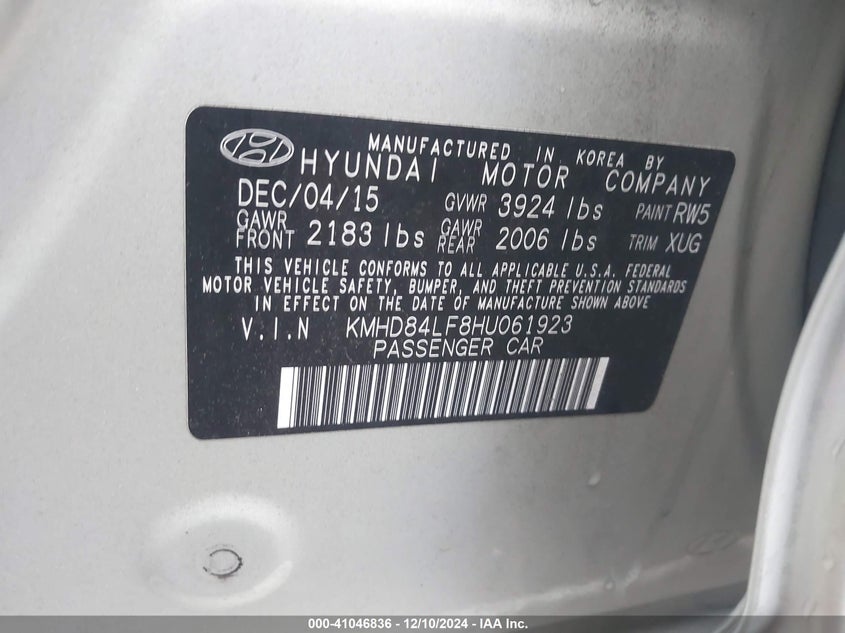 MANUFACTURED IN KOREA BY
HYUNDAI MOTOR COMPANY
DEC/04/15 GVWR 3924 lbs PAINT RW5
GAWR FRONT 2183 lbs GAWR REAR 2006 lbs TRIM XUG
THIS VEHICLE CONFORMS TO ALL APPLICABLE U.S.A. FEDERAL
MOTOR VEHICLE SAFETY, BUMPER, AND THEFT PREVENTION STANDARDS
IN EFFECT ON THE DATE OF MANUFACTURE SHOWN ABOVE
V.I.N KMHD84LF8HU061923
PASSENGER CAR
000-41046836 - 12/10/2024 - IAA Inc.